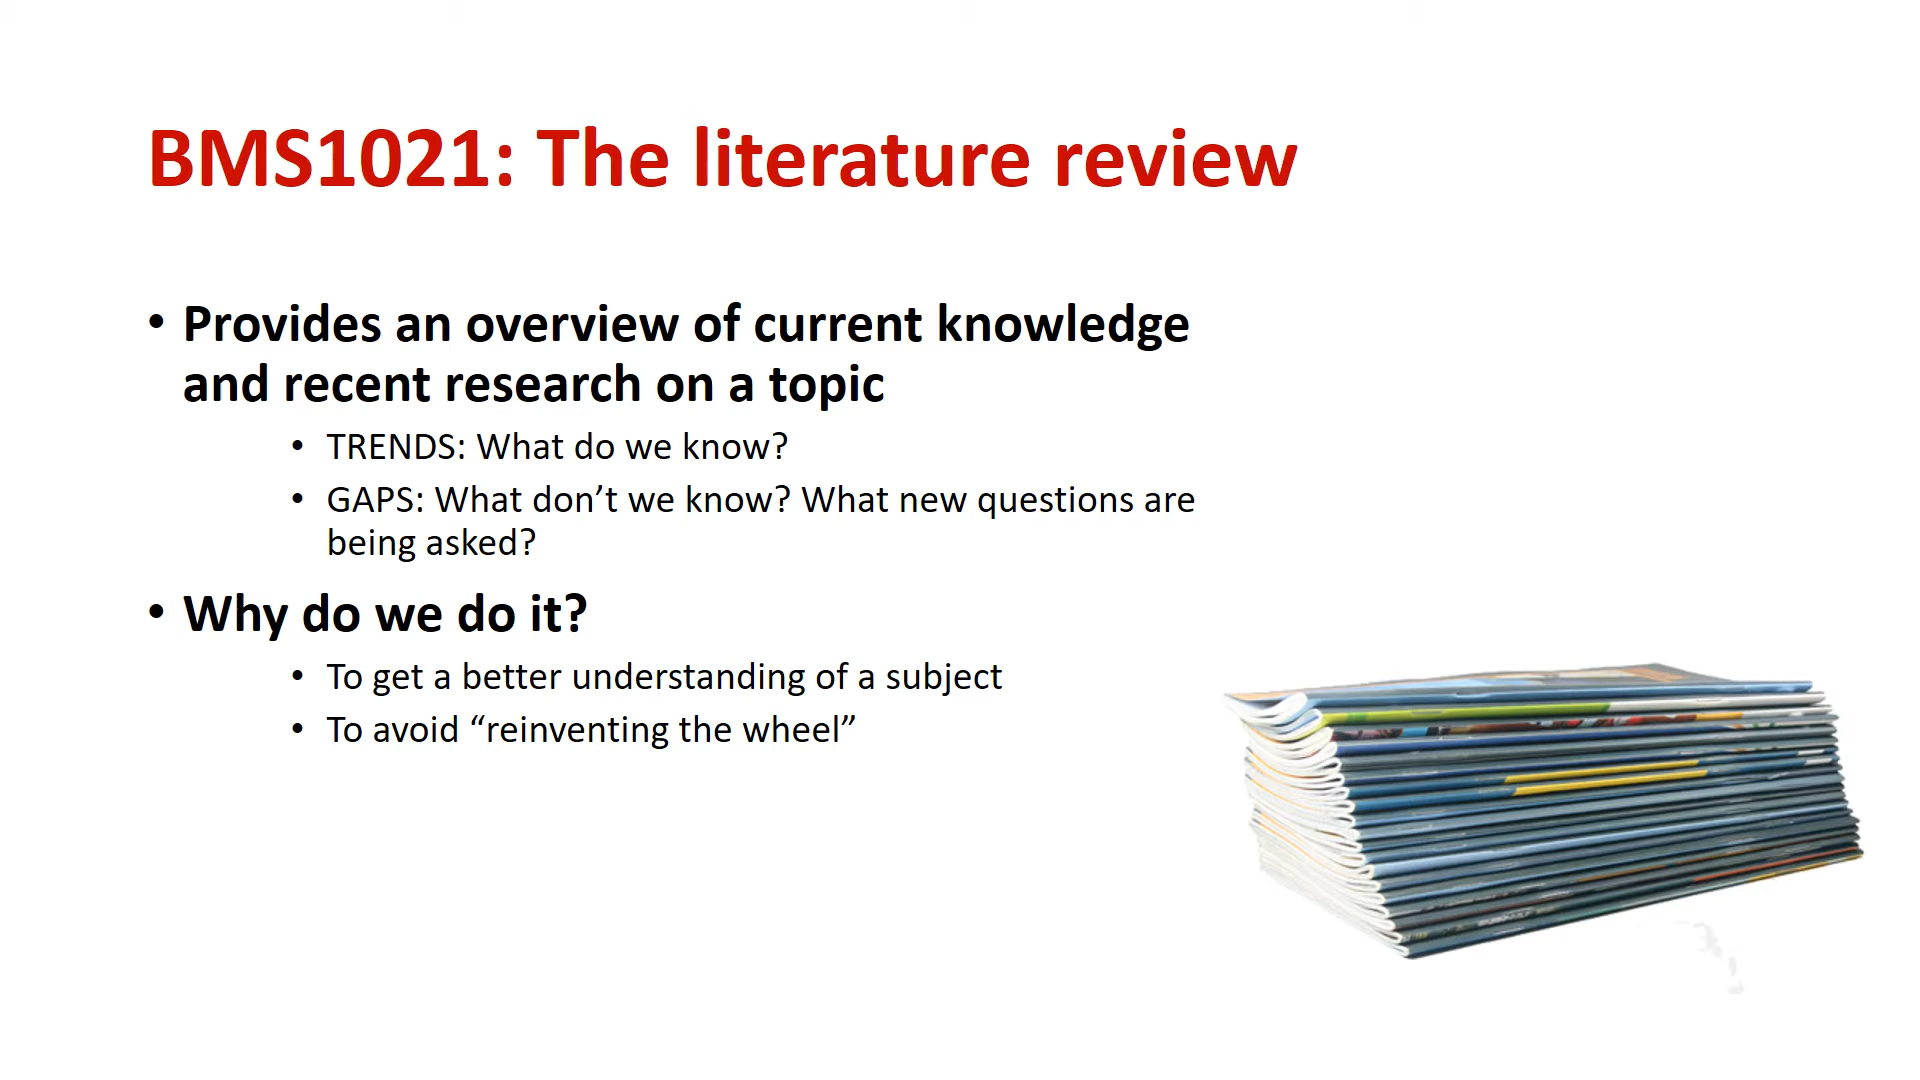 BMS1021: The literature review
• Provides an overview of current knowledge
and recent research on a topic
• TRENDS: What do we know?
• GAPS: What don’t we know? What new questions are
being asked?
• Why do we do it?
• To get a better understanding of a subject
• To avoid “reinventing the wheel”